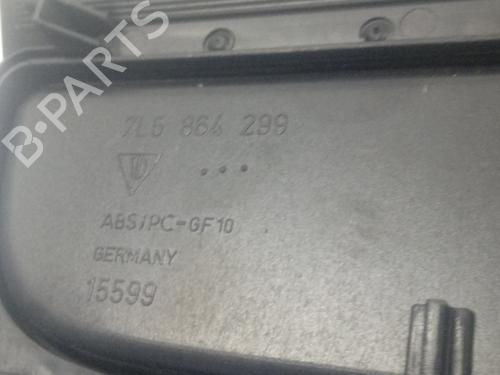 7L5 864 299
ABS/PC-GF10
GERMANY
15599
B-PARTS